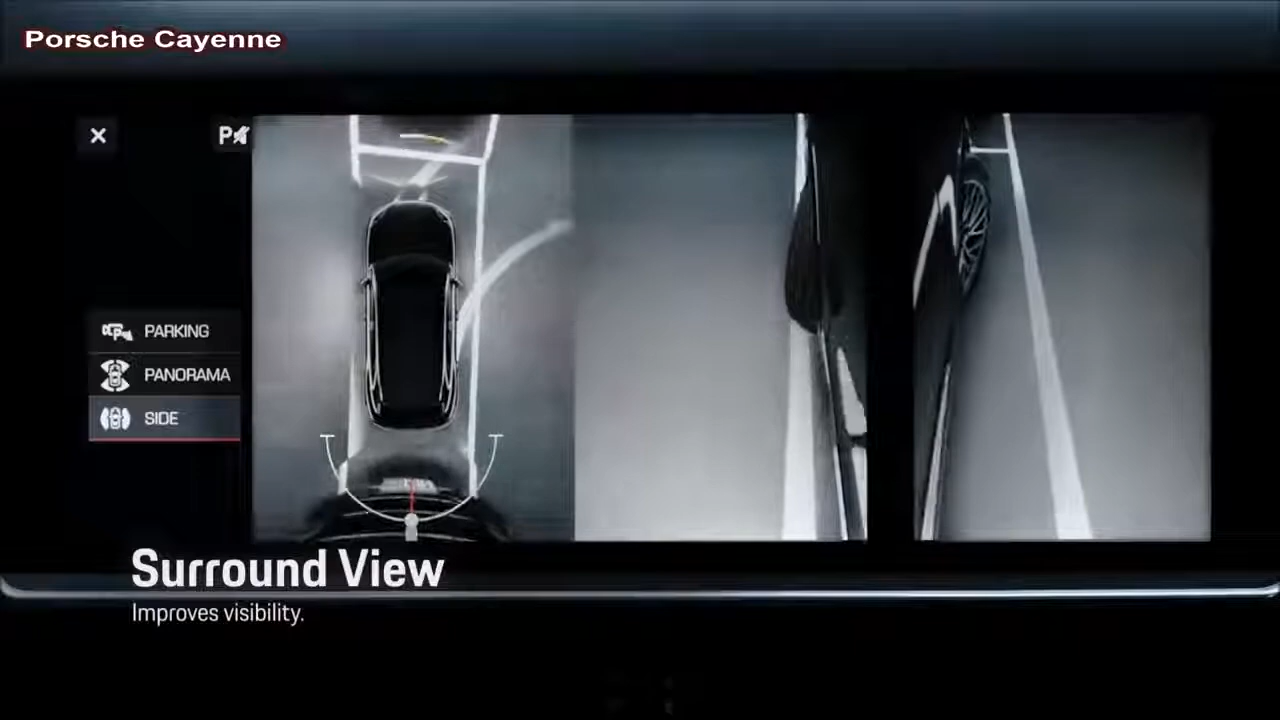 Porsche Cayenne
P
PARKING
PANORAMA
SIDE
Surround View
Improves visibility.